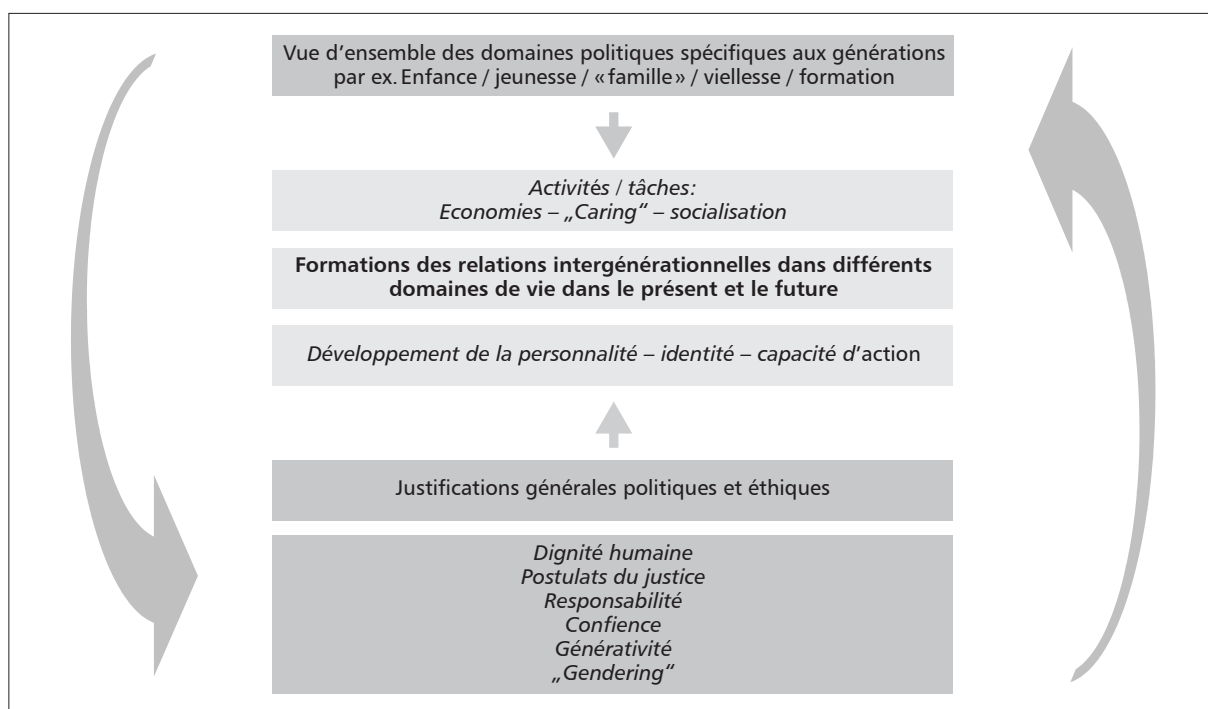 Vue d’ensemble des domaines politiques spécifiques aux générations
par ex. Enfance / jeunesse / «famille» / viellesse / formation
Activités / tâches:
Economies – „Caring“ – socialisation
Formations des relations intergénérationnelles dans différents
domaines de vie dans le présent et le future
Développement de la personnalité – identité – capacité d’action
Justifications générales politiques et éthiques
Dignité humaine
Postulats du justice
Responsabilité
Confience
Générativité
„Gendering“